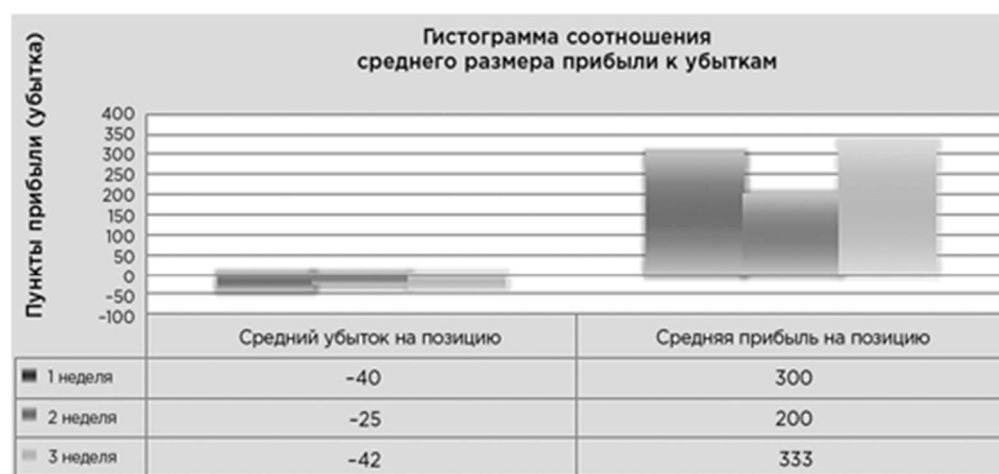 Гистограмма соотношения
среднего размера прибыли к убыткам
Пункты прибыли (убытка)
400
350
300
250
200
150
100
50
0
-50
-100
Средний убыток на позицию Средняя прибыль на позицию
1 неделя -40 300
2 неделя -25 200
3 неделя -42 333